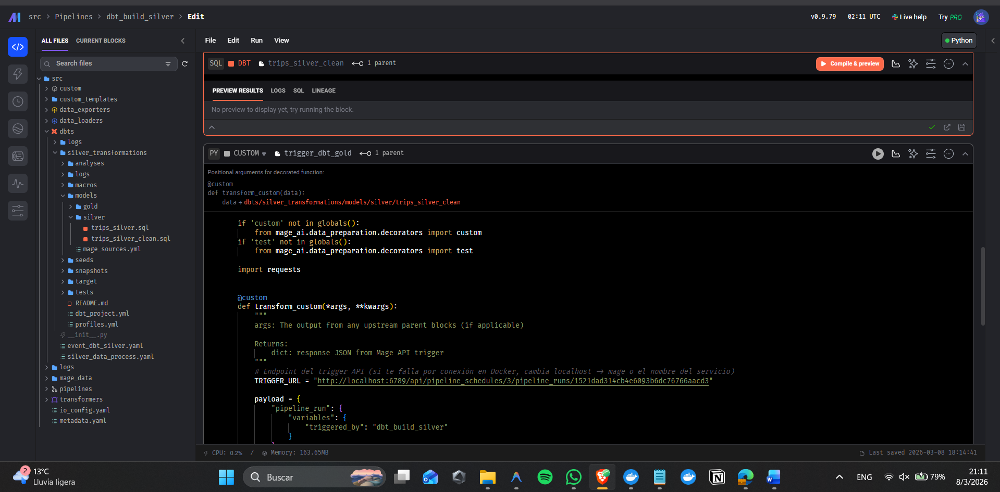 src > Pipelines > dbt_build_silver > Edit
v0.9.79 02:11 UTC Live help Try PRO
ALL FILES CURRENT BLOCKS
File Edit Run View
Python
Search files
src
custom
custom_templates
data_exporters
data_loaders
dbts
logs
silver_transformations
analyses
logs
macros
models
gold
silver
trips_silver.sql
trips_silver_clean.sql
mage_sources.yml
seeds
snapshots
target
tests
README.md
dbt_project.yml
profiles.yml
__init__.py
event_dbt_silver.yaml
silver_data_process.yaml
logs
mage_data
pipelines
transformers
io_config.yaml
metadata.yaml
SQL DBT trips_silver_clean 1 parent
Compile & preview
PREVIEW RESULTS LOGS SQL LINEAGE
No preview to display yet, try running the block.
PY CUSTOM trigger_dbt_gold 1 parent
Positional arguments for decorated function:
@custom
def transform_custom(data):
data → dbts/silver_transformations/models/silver/trips_silver_clean
if 'custom' not in globals():
from mage_ai.data_preparation.decorators import custom
if 'test' not in globals():
from mage_ai.data_preparation.decorators import test
import requests
@custom
def transform_custom(*args, **kwargs):
"""
args: The output from any upstream parent blocks (if applicable)
Returns:
dict: response JSON from Mage API trigger
"""
# Endpoint del trigger API (si te falla por conexión en Docker, cambia localhost → mage o el nombre del servicio)
TRIGGER_URL = "http://localhost:6789/api/pipeline_schedules/3/pipeline_runs/1521dad314cb4e6093b6dc76766aacd3"
payload = {
"pipeline_run": {
"variables": {
"triggered_by": "dbt_build_silver"
}
}
CPU: 0.2% / Memory: 163.65MB
Last saved 2026-03-08 18:14:41
2
13°C
Lluvia ligera
Buscar
ENG
79%
21:11
8/3/2026